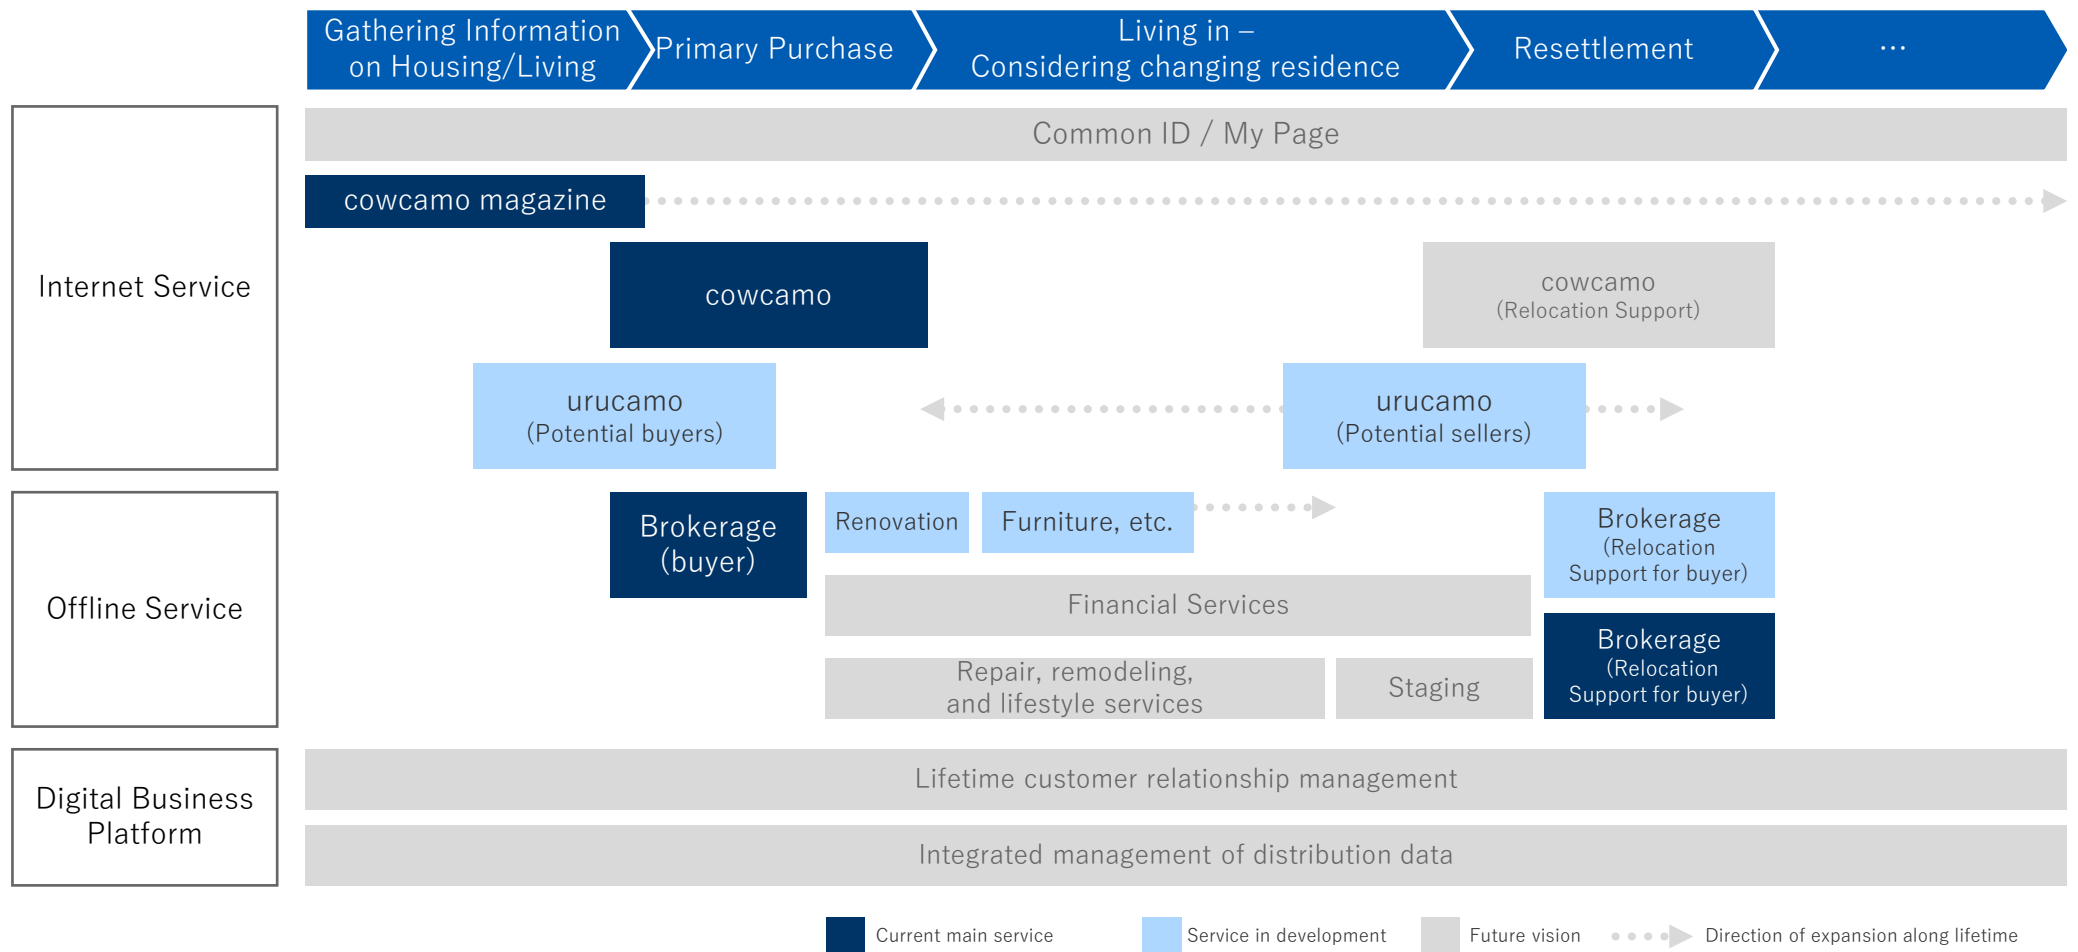 Gathering Information
on Housing/Living
Primary Purchase
Living in –
Considering changing residence
Resettlement
…
Internet Service
Common ID / My Page
cowcamo magazine
cowcamo
cowcamo
(Relocation Support)
urucamo
(Potential buyers)
urucamo
(Potential sellers)
Offline Service
Brokerage
(buyer)
Renovation
Furniture, etc.
Brokerage
(Relocation
Support for buyer)
Financial Services
Repair, remodeling,
and lifestyle services
Staging
Brokerage
(Relocation
Support for buyer)
Digital Business
Platform
Lifetime customer relationship management
Integrated management of distribution data
Current main service
Service in development
Future vision
Direction of expansion along lifetime